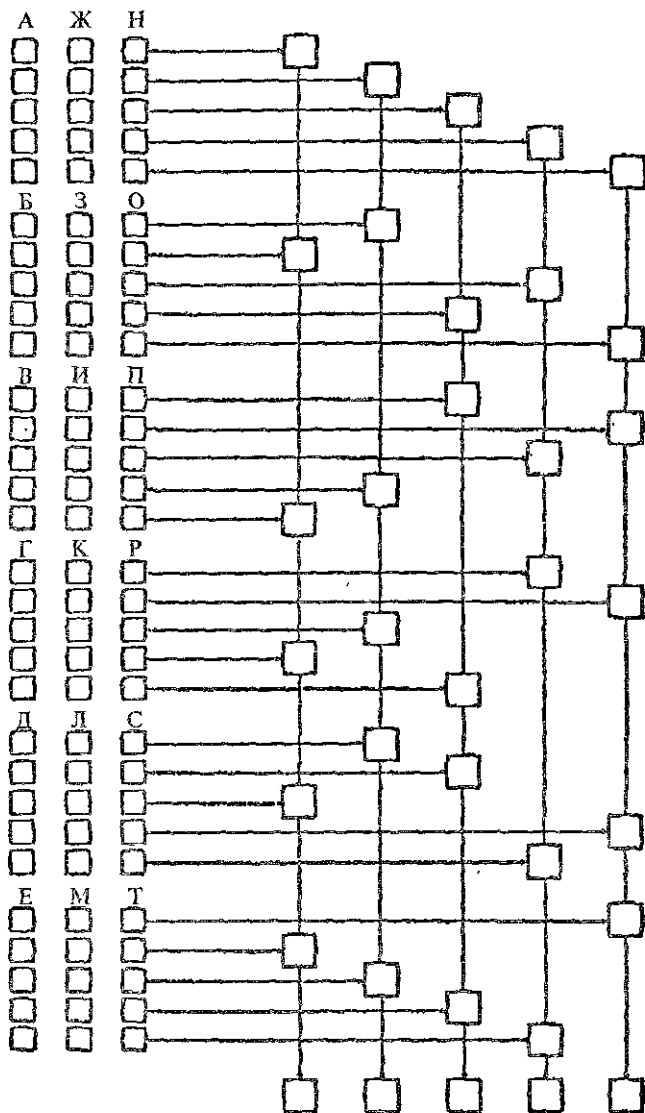 А Ж Н
Б З О
В И П
Г К Р
Д Л С
Е М Т